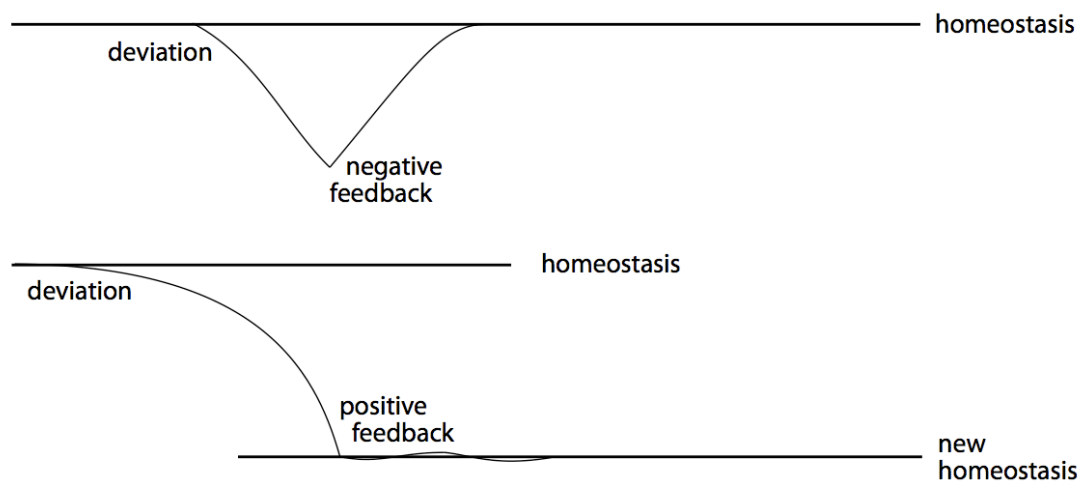 homeostasis
deviation
negative
feedback
homeostasis
deviation
positive
feedback
new
homeostasis